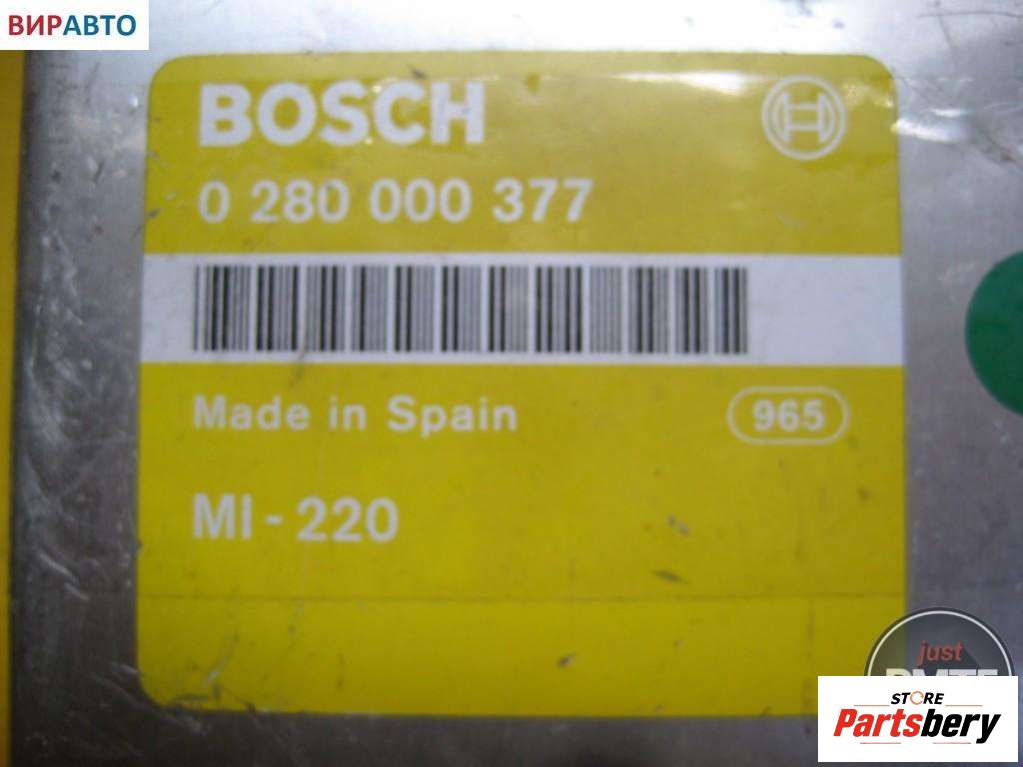 ВИРАВТО
BOSCH
0 280 000 377
Made in Spain
965
MI - 220
just
STORE
Partsbery